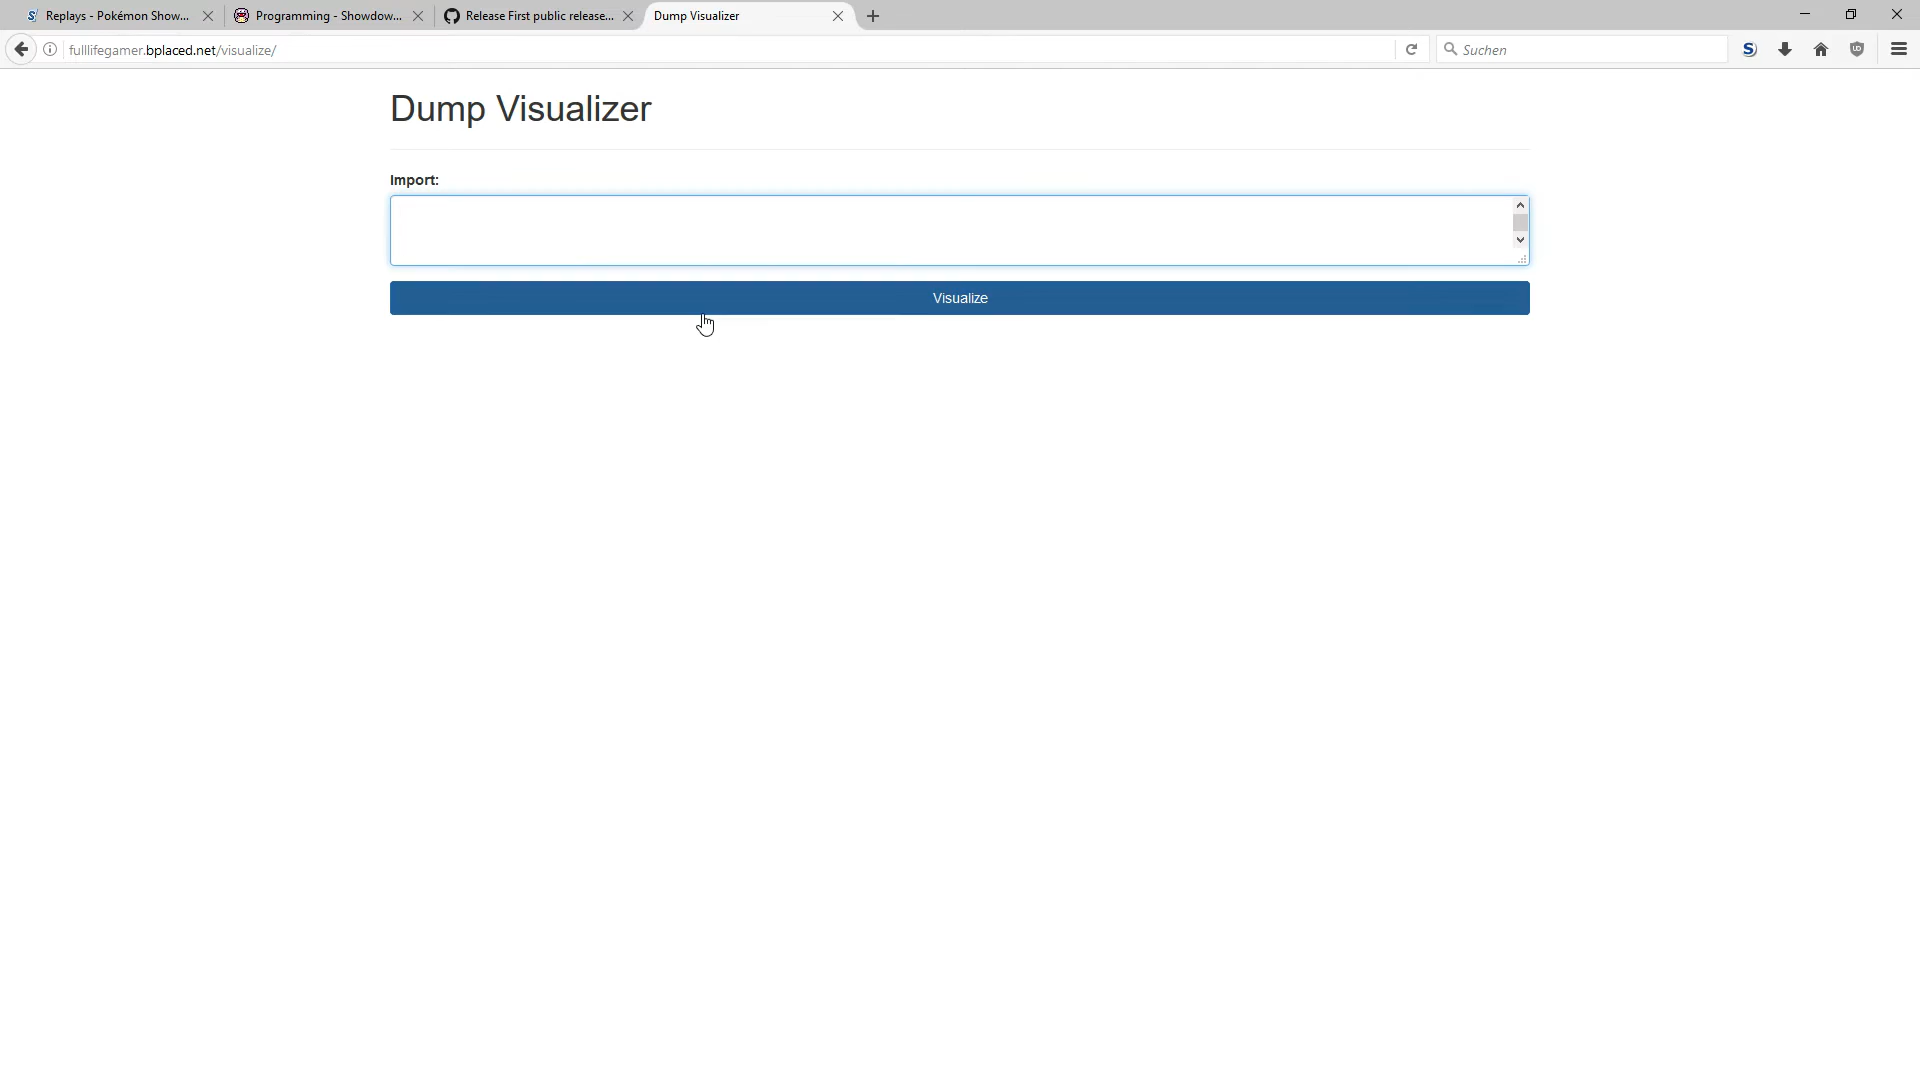 Replays - Pokémon Show...
Programming - Showdow...
Release First public release...
Dump Visualizer
fulllifegamer.bplaced.net/visualize/
Suchen
Dump Visualizer
Import:
Visualize